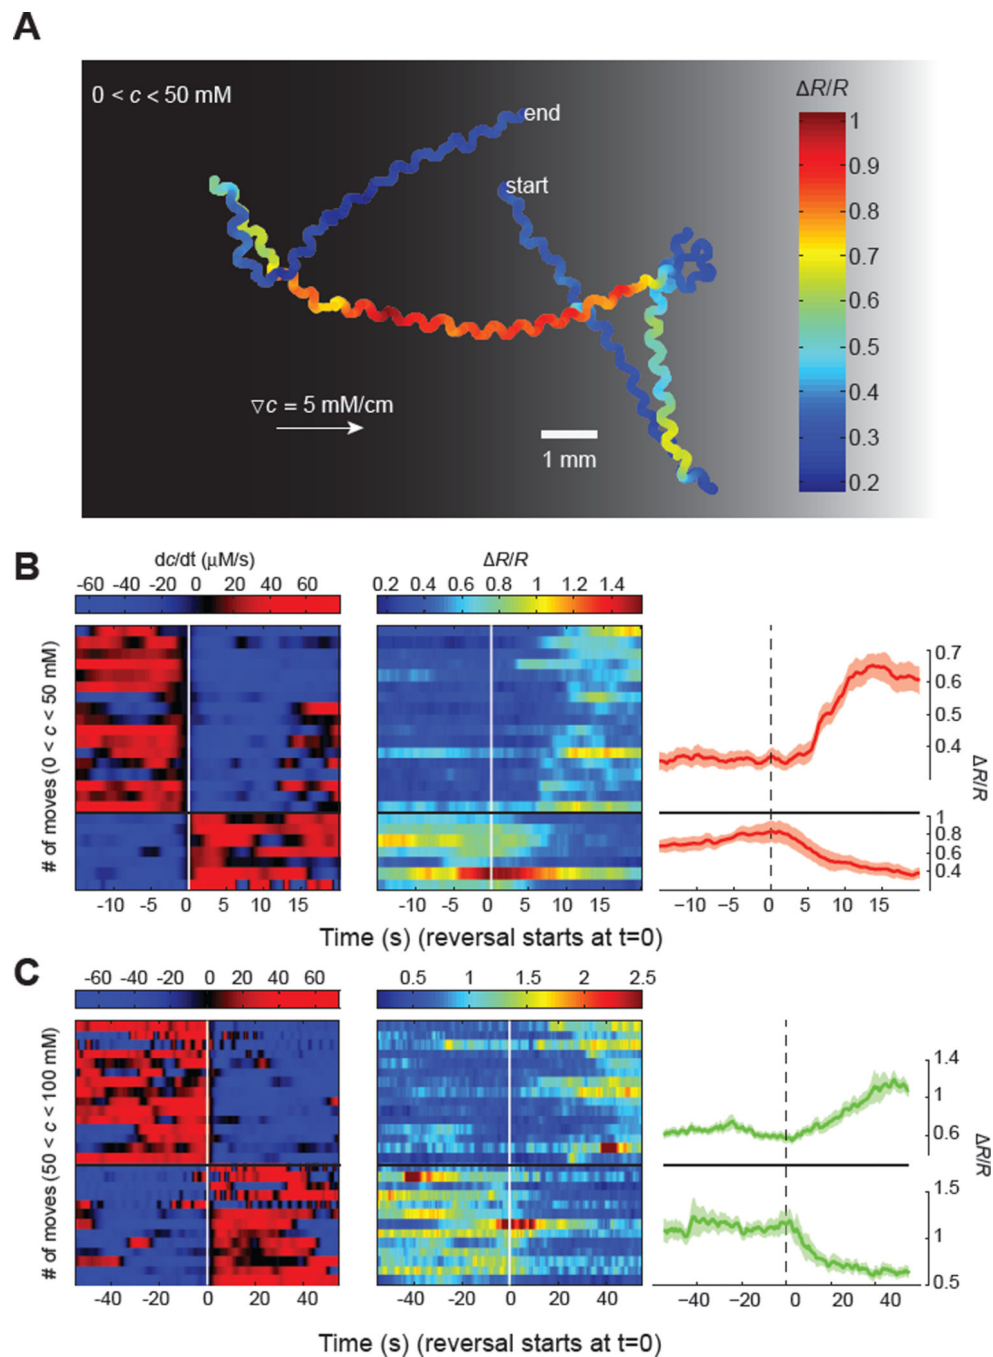 A
0 < c < 50 mM
ΔR/R
end
start
1
0.9
0.8
0.7
0.6
0.5
0.4
0.3
0.2
▽c = 5 mM/cm
1 mm
B
dc/dt (μM/s)
-60 -40 -20 0 20 40 60
ΔR/R
0.2 0.4 0.6 0.8 1 1.2 1.4
# of moves (0 < c < 50 mM)
0.7
0.6
0.5
0.4
1
0.8
0.6
0.4
ΔR/R
-10 -5 0 5 10 15
-10 -5 0 5 10 15
-10 -5 0 5 10 15
Time (s) (reversal starts at t=0)
C
-60 -40 -20 0 20 40 60
0.5 1 1.5 2 2.5
# of moves (50 < c < 100 mM)
1.4
1
0.6
1.5
1
0.5
ΔR/R
-40 -20 0 20 40
-40 -20 0 20 40
-40 -20 0 20 40
Time (s) (reversal starts at t=0)